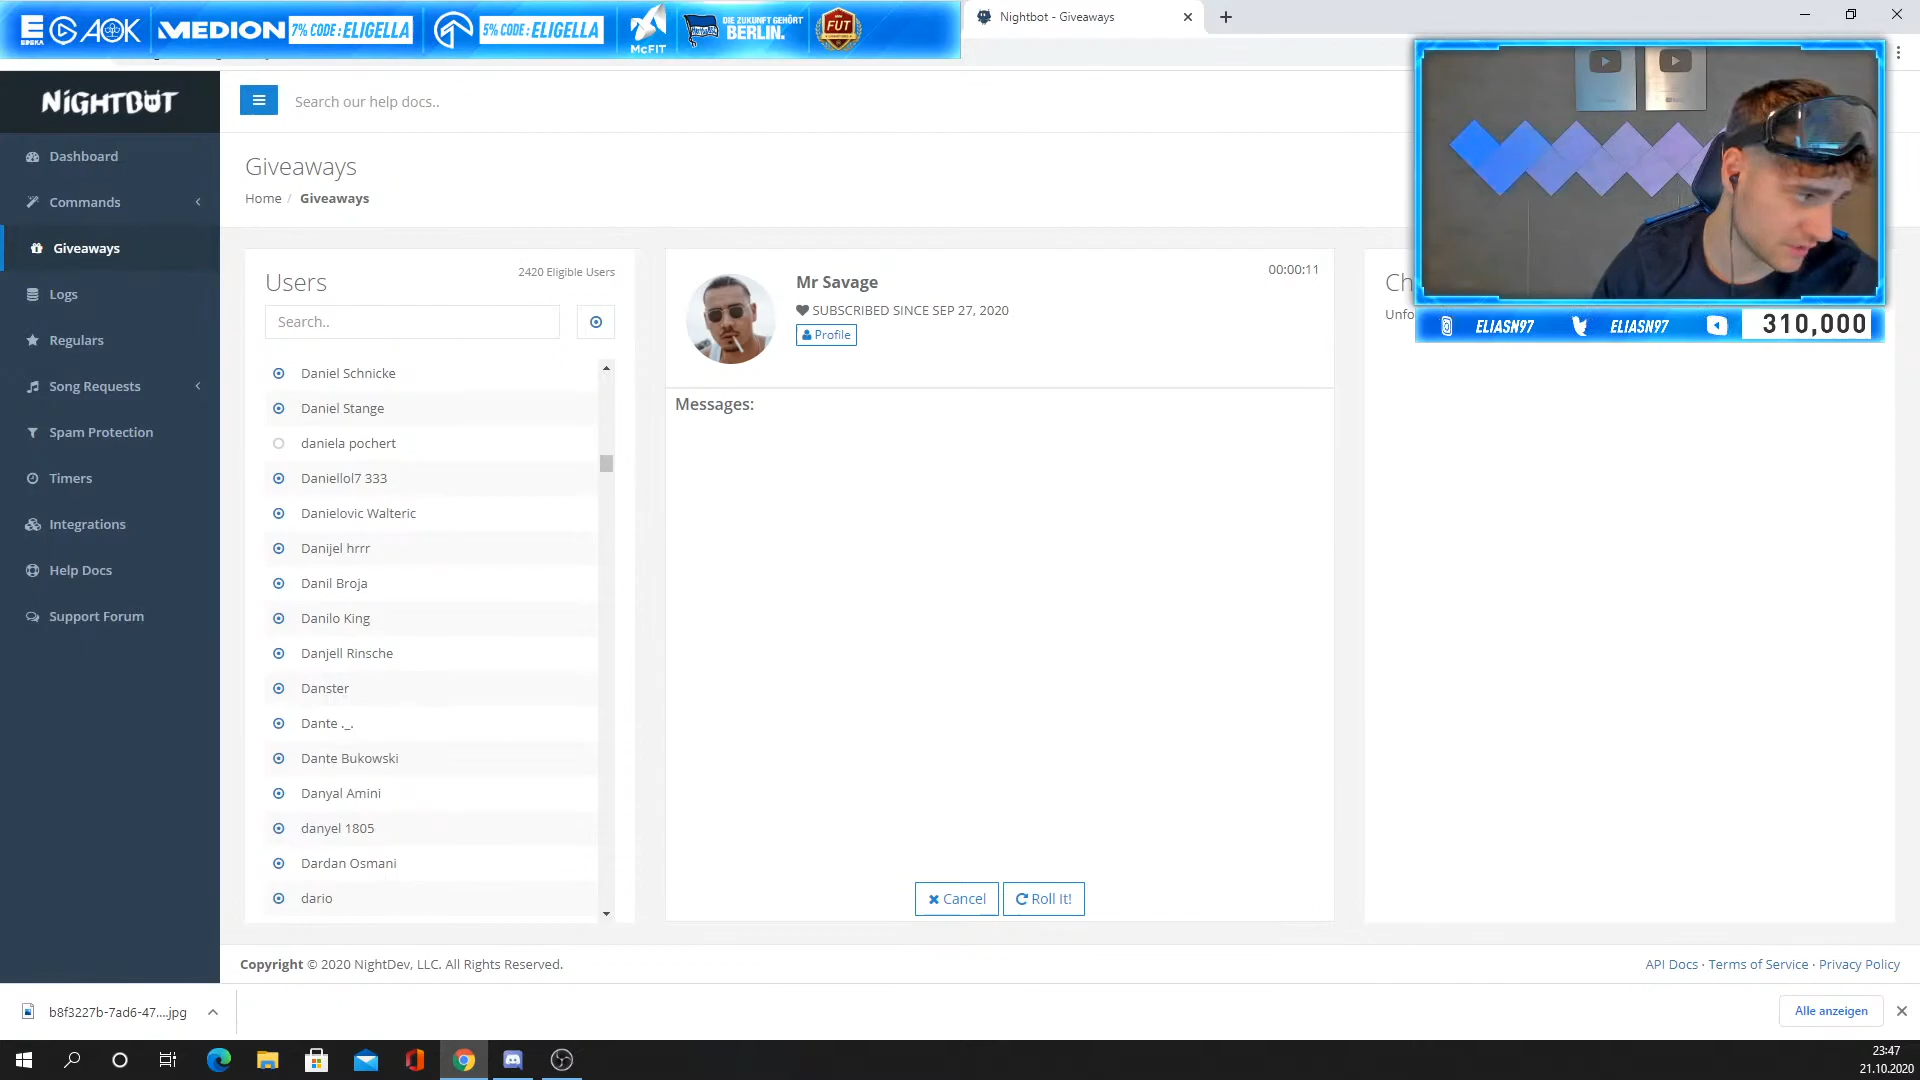 EDEKA
AOK
MEDION
7% CODE : ELIGELLA
5% CODE : ELIGELLA
McFIT
DIE ZUKUNFT GEHÖRT
BERLIN.
FUT
Nightbot - Giveaways
NIGHTBOT
Search our help docs..
Dashboard
Commands
Giveaways
Logs
Regulars
Song Requests
Spam Protection
Timers
Integrations
Help Docs
Support Forum
Giveaways
Home / Giveaways
Users
2420 Eligible Users
Search..
Daniel Schnicke
Daniel Stange
daniela pochert
Daniellol7 333
Danielovic Walteric
Danijel hrrr
Danil Broja
Danilo King
Danjell Rinsche
Danster
Dante ._.
Dante Bukowski
Danyal Amini
danyel 1805
Dardan Osmani
dario
Mr Savage
00:00:11
SUBSCRIBED SINCE SEP 27, 2020
Profile
Messages:
Cancel
Roll It!
Ch
Unfo
ELIASN97
ELIASN97
310,000
Copyright © 2020 NightDev, LLC. All Rights Reserved.
API Docs · Terms of Service · Privacy Policy
b8f3227b-7ad6-47....jpg
Alle anzeigen
23:47
21.10.2020